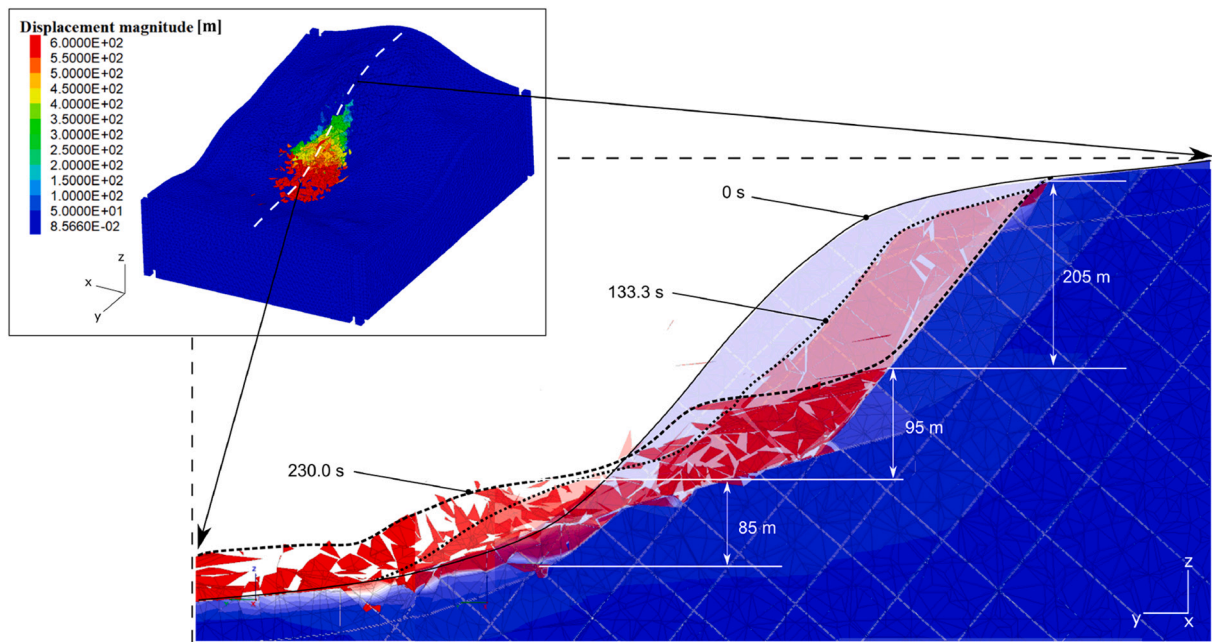 Displacement magnitude [m]
6.0000E+02
5.5000E+02
5.0000E+02
4.5000E+02
4.0000E+02
3.5000E+02
3.0000E+02
2.5000E+02
2.0000E+02
1.5000E+02
1.0000E+02
5.0000E+01
8.5660E-02
z
x
y
0 s
133.3 s
205 m
95 m
230.0 s
85 m
z
z
y
x